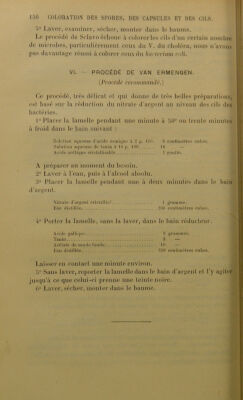 150 COLORATION DES SPORES, DES CAPSULES ET DES CILS.
5° Laver, examiner, sécher, monter dans le baume.
Le procédé de Sclavo échoue à colorer les cils d'un certain nombre
de microbes, particulièrement ceux du V. du choléra, nous n'avons
pas davantage réussi à colorer ceux du bacterium coli.
VI. — PROCÉDÉ DE VAN ERMENGEN.
(Procédé recommandé.)
Ce procédé, très délicat et qui donne de très belles préparations,
est basé sur la réduction du nitrate d'argent au niveau des cils des
bactéries.
1° Placer la lamelle pendant une minute à 50° ou trente minutes
à froid dans le bain suivant :
Solution aqueuse d'acide osmique à 2 p. 100. centimètres cubes.
Solution aqueuse de tanin à p. 100. —
Acide acétique cristallisable goutte.
A préparer au moment du besoin.
2° Laver à l'eau, puis à l'alcool absolu.
3° Placer la lamelle pendant une à deux minutes dans le bain
d'argent.
Nitrate d'argent cristallisé 1 gramme.
Eau distillée centimètres cubes.
4° Porter la lamelle, sans la laver, dans le bain réducteur.
Acide gallique grammes.
Tanin —
Acétate de soude fondu —
Eau distillée centimètres cubes.
Laisser en contact une minute environ.
5° Sans laver, reporter la lamelle dans le bain d'argent et l'y agiter
jusqu'à ce que celui-ci prenne une teinte noire.
6° Laver, sécher, monter dans le baume.